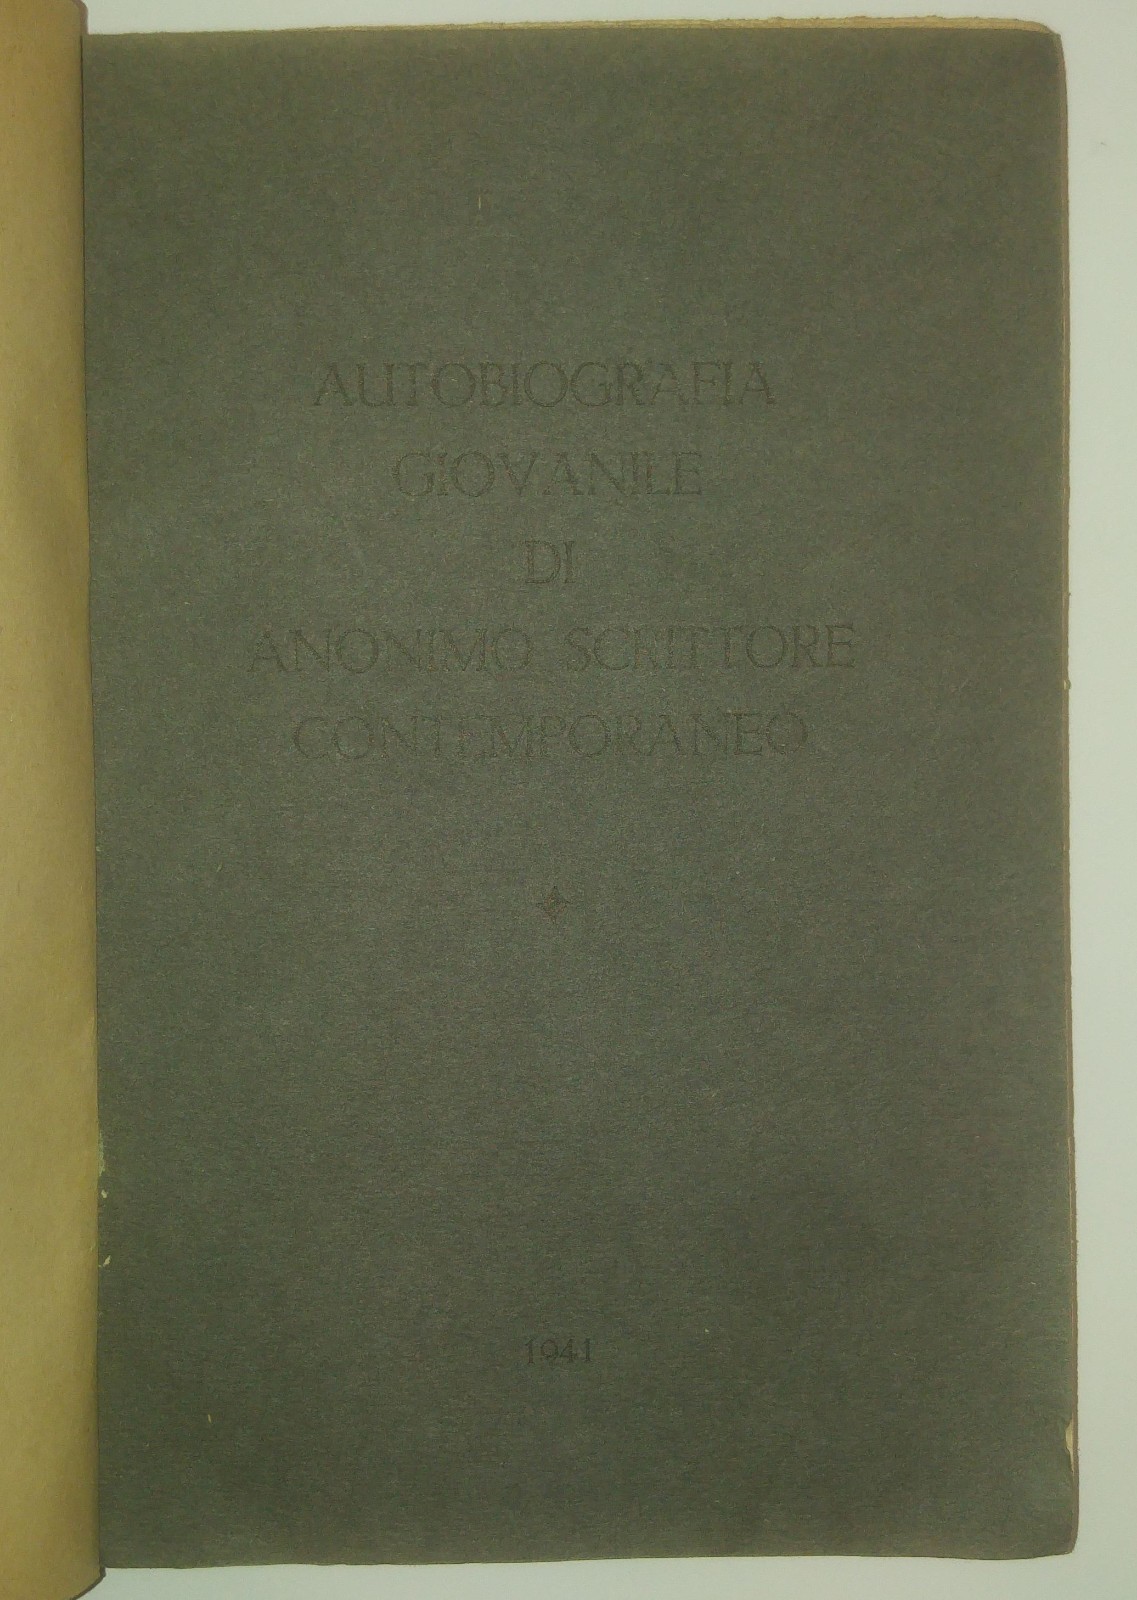 AUTOBIOGRAFIA
GIOVANILE
DI
ANONIMO SCRITTORE
CONTEMPORANEO
1941